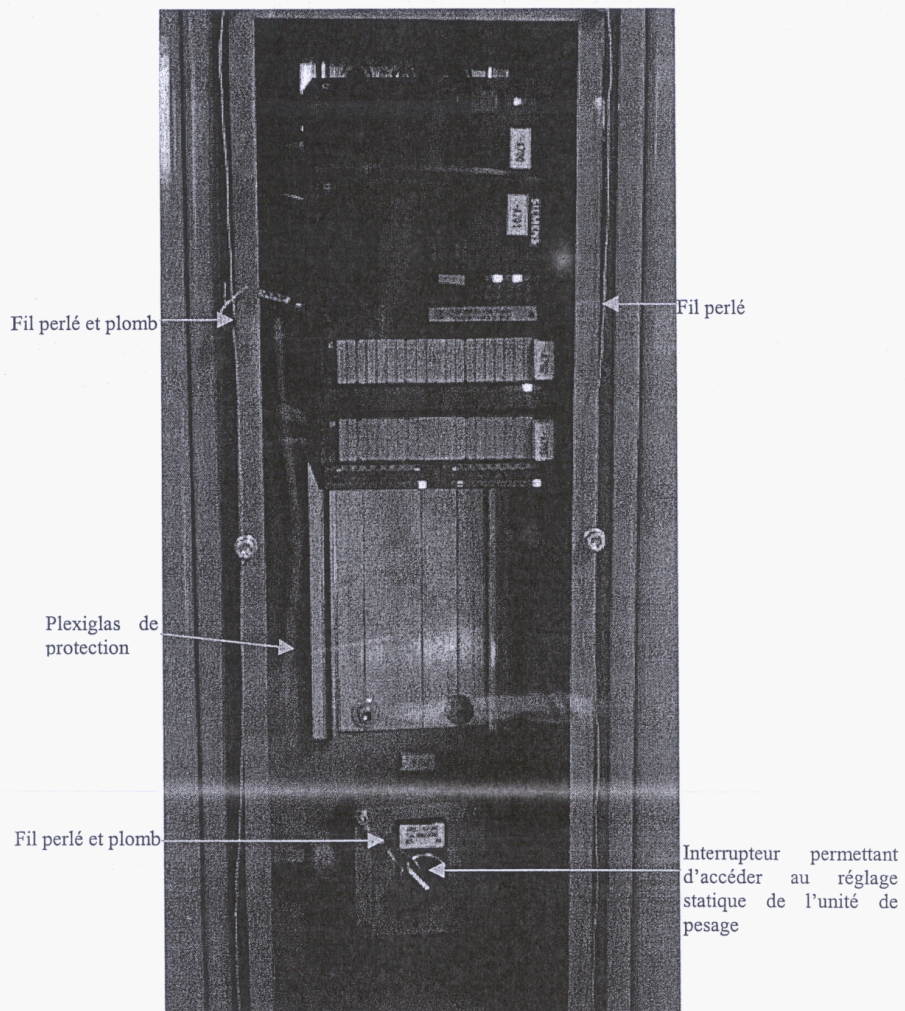 SIEMENS
Fil perlé et plomb
Fil perlé
Plexiglas de
protection
Fil perlé et plomb
Interrupteur permettant
d'accéder au réglage
statique de l'unité de
pesage